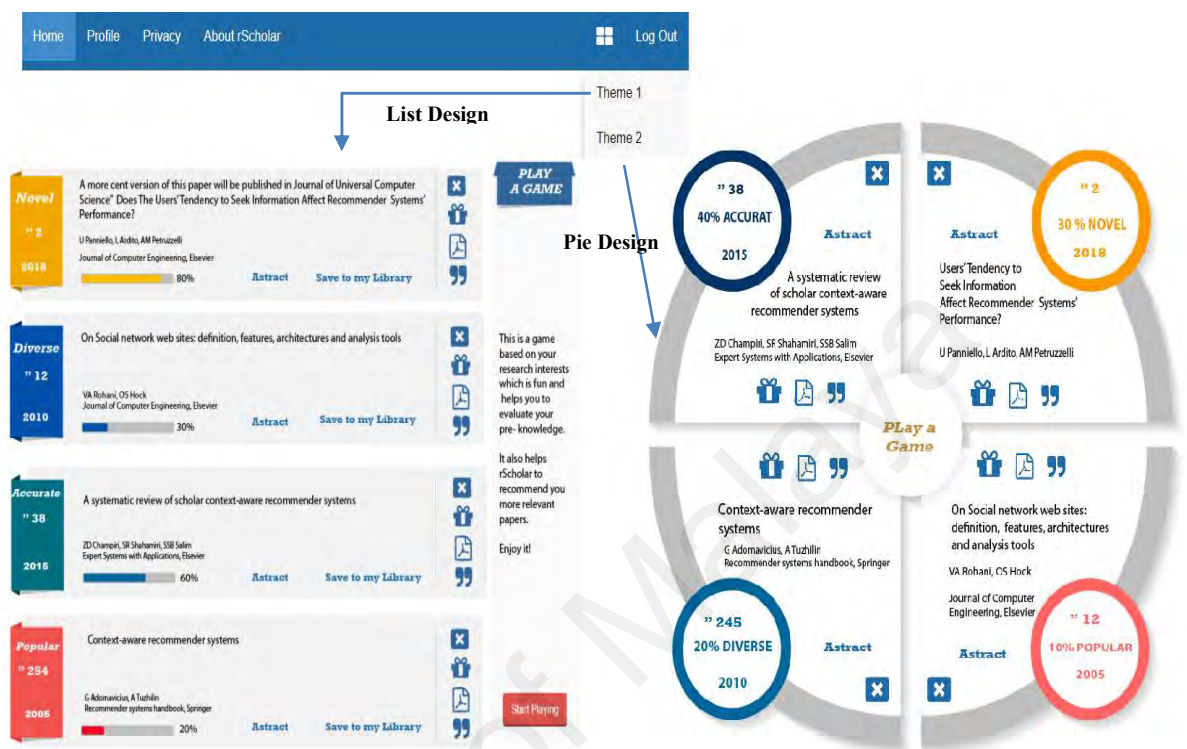 Home Profile Privacy About rScholar Log Out
Theme 1
Theme 2
List Design
Pie Design
Novel
” 2
2018
A more cent version of this paper will be published in Journal of Universal Computer
Science" Does The Users'Tendency to Seek Information Affect Recommender Systems'
Performance?
U Panniello, L Ardito, AM Petruzzelli
Journal of Computer Engineering, Elsevier
80% Astract Save to my Library
Diverse
” 12
2010
On Social network web sites: definition, features, architectures and analysis tools
VA Rohani, OS Hock
Journal of Computer Engineering, Elsevier
30% Astract Save to my Library
Accurate
” 38
2015
A systematic review of scholar context-aware recommender systems
ZD Champiri, SR Shahamiri, SSB Salim
Expert Systems with Applications, Elsevier
60% Astract Save to my Library
Popular
” 254
2005
Context-aware recommender systems
G Adomavicius, A Tuzhilin
Recommender systems handbook, Springer
20% Astract Save to my Library
PLAY
A GAME
This is a game
based on your
research interests
which is fun and
helps you to
evaluate your
pre- knowledge.
It also helps
rScholar to
recommend you
more relevant
papers.
Enjoy it!
Start Playing
” 38
40% ACCURAT
2015
Astract
A systematic review
of scholar context-aware
recommender systems
ZD Champiri, SR Shahamiri, SSB Salim
Expert Systems with Applications, Elsevier
” 2
30 % NOVEL
2018
Astract
Users'Tendency to
Seek Information
Affect Recommender Systems'
Performance?
U Panniello, L Ardito, AM Petruzzelli
PLay a
Game
Context-aware recommender
systems
G Adomavicius, A Tuzhilin
Recommender systems handbook, Springer
” 245
20% DIVERSE
2010
Astract
On Social network web sites:
definition, features, architectures
and analysis tools
VA Rohani, OS Hock
Journal of Computer
Engineering, Elsevier
Astract
” 12
10% POPULAR
2005
of Malaya